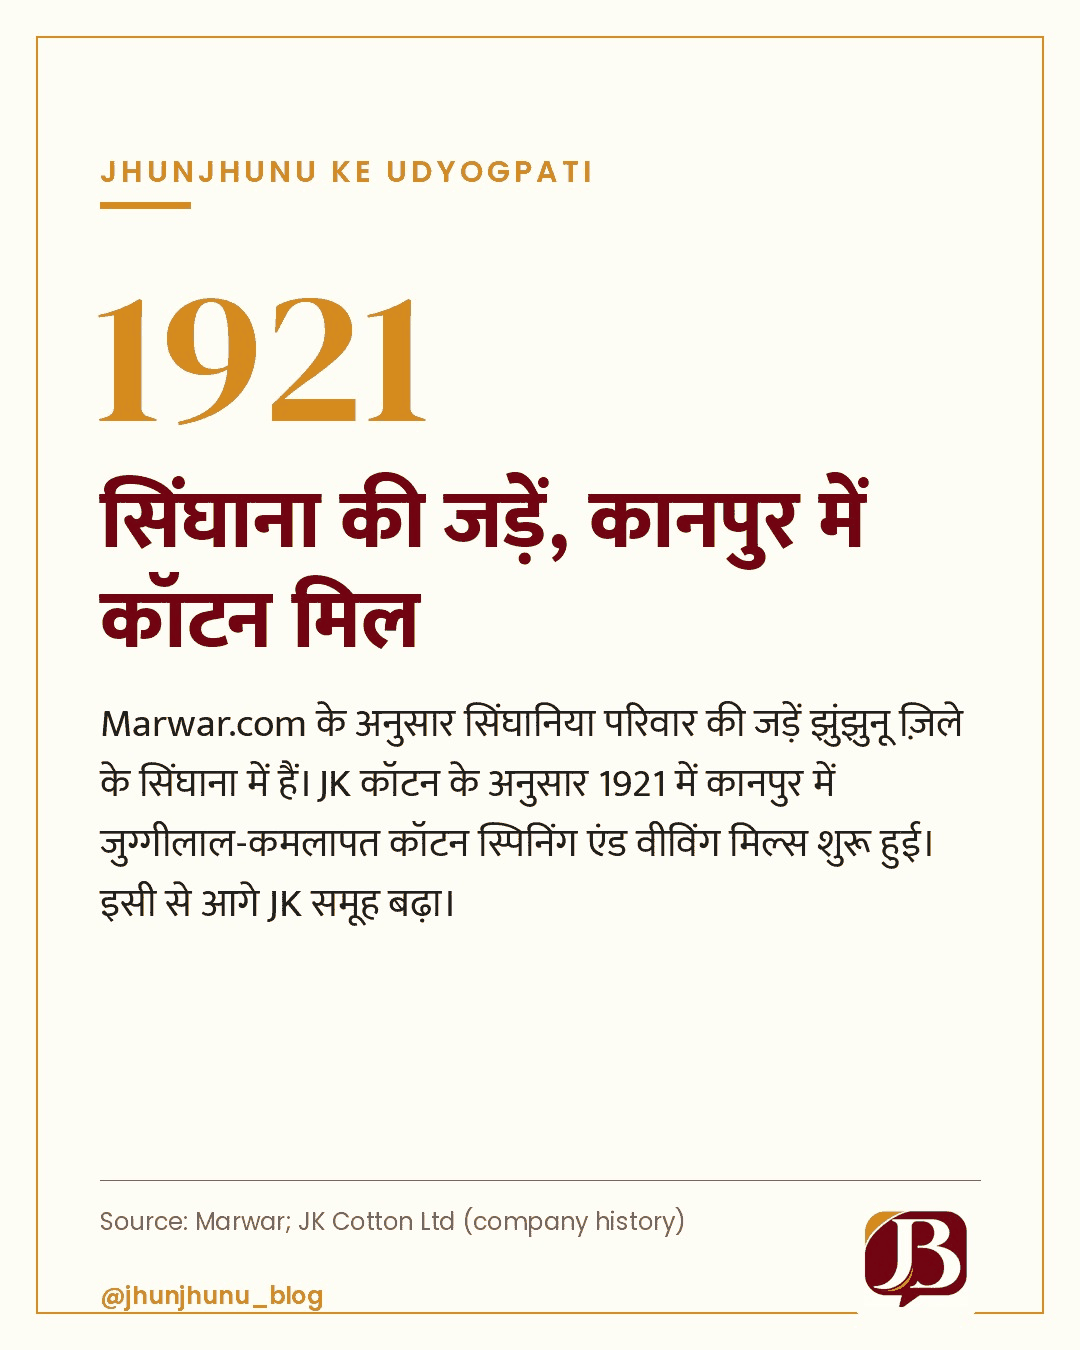 JHUNJHUNU KE UDYOGPATI
1921
सिंघाना की जड़ें, कानपुर में
कॉटन मिल
Marwar.com के अनुसार सिंघानिया परिवार की जड़ें झुंझुनू ज़िले
के सिंघाना में हैं। JK कॉटन के अनुसार 1921 में कानपुर में
जुग्गीलाल-कमलापत कॉटन स्पिनिंग एंड वीविंग मिल्स शुरू हुई।
इसी से आगे JK समूह बढ़ा।
Source: Marwar; JK Cotton Ltd (company history)
JB
@jhunjhunu_blog